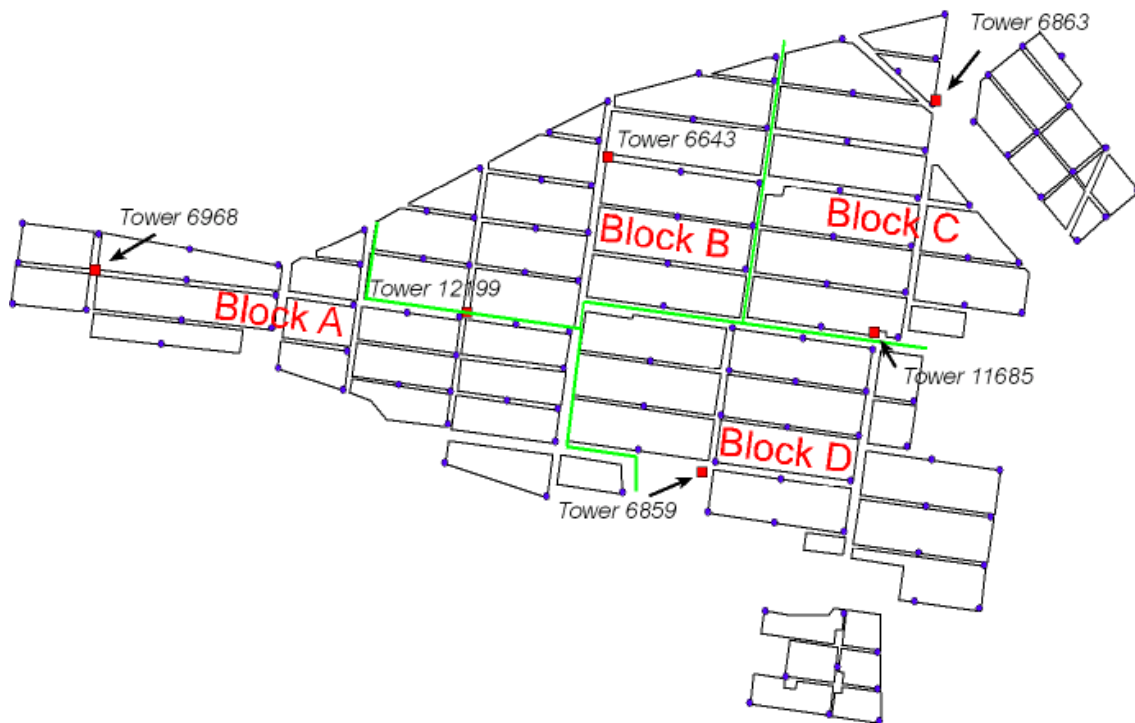 Tower 6863
Tower 6643
Tower 6968
Block C
Block B
Tower 12199
Block A
Tower 11685
Block D
Tower 6859